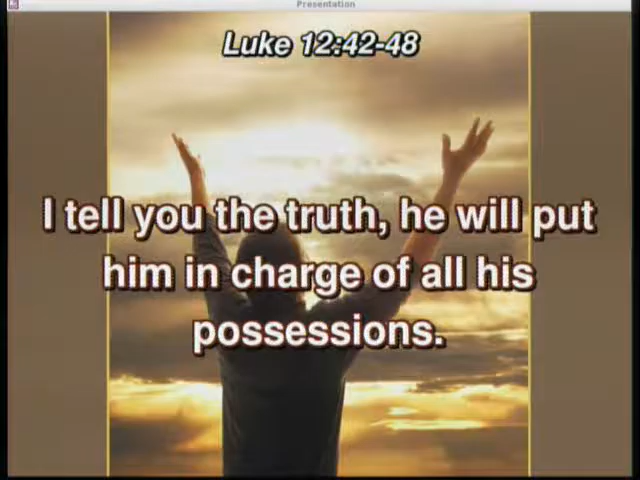 Presentation
Luke 12:42-48
I tell you the truth, he will put
him in charge of all his
possessions.